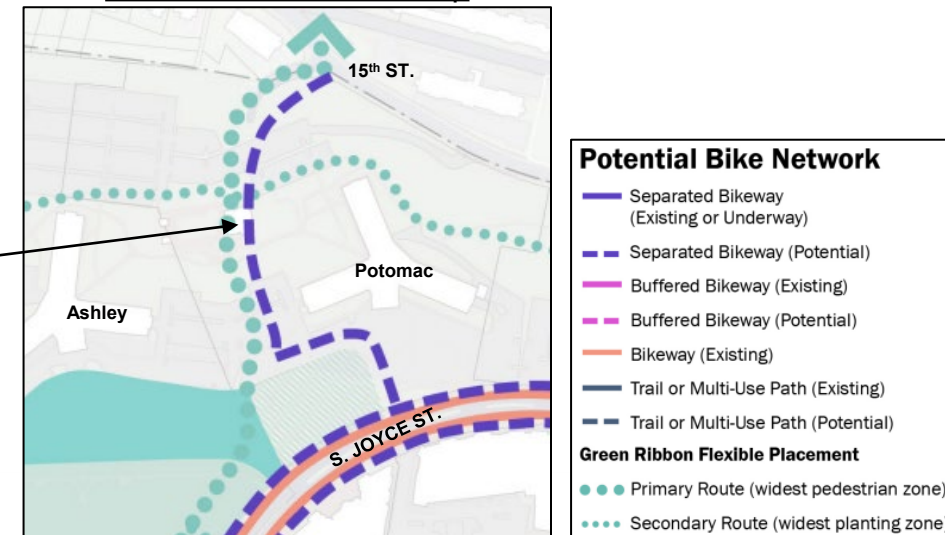 15th ST.
Potomac
Ashley
S. JOYCE ST.
Potential Bike Network
Separated Bikeway
(Existing or Underway)
Separated Bikeway (Potential)
Buffered Bikeway (Existing)
Buffered Bikeway (Potential)
Bikeway (Existing)
Trail or Multi-Use Path (Existing)
Trail or Multi-Use Path (Potential)
Green Ribbon Flexible Placement
Primary Route (widest pedestrian zone)
Secondary Route (widest planting zone)